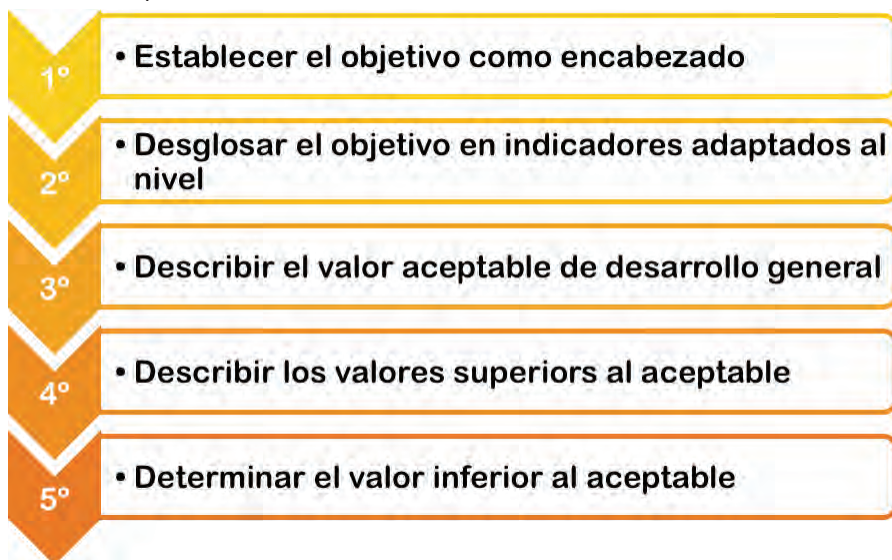 1º
• Establecer el objetivo como encabezado
2º
• Desglosar el objetivo en indicadores adaptados al
nivel
3º
• Describir el valor aceptable de desarrollo general
4º
• Describir los valores superiors al aceptable
5º
• Determinar el valor inferior al aceptable